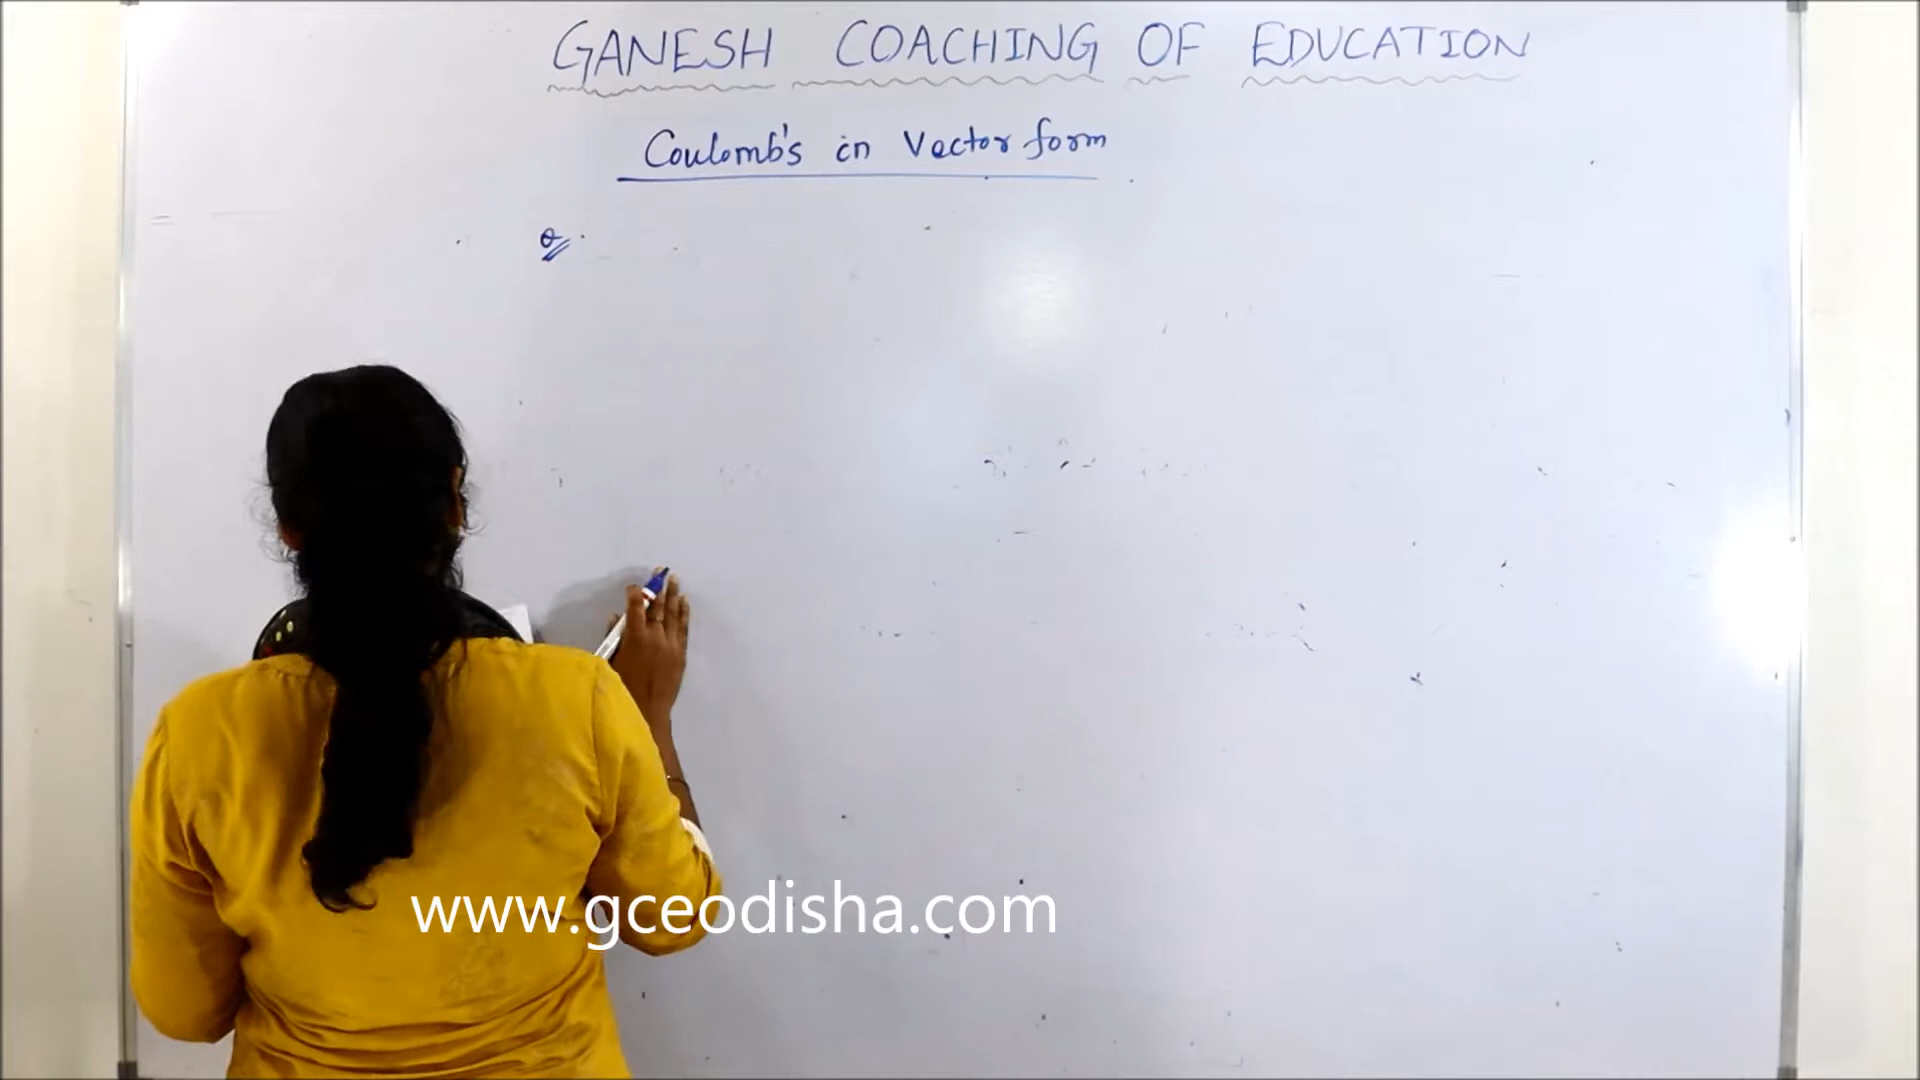 GANESH COACHING OF EDUCATION
Coulomb's in Vector form
Q
www.gceodisha.com